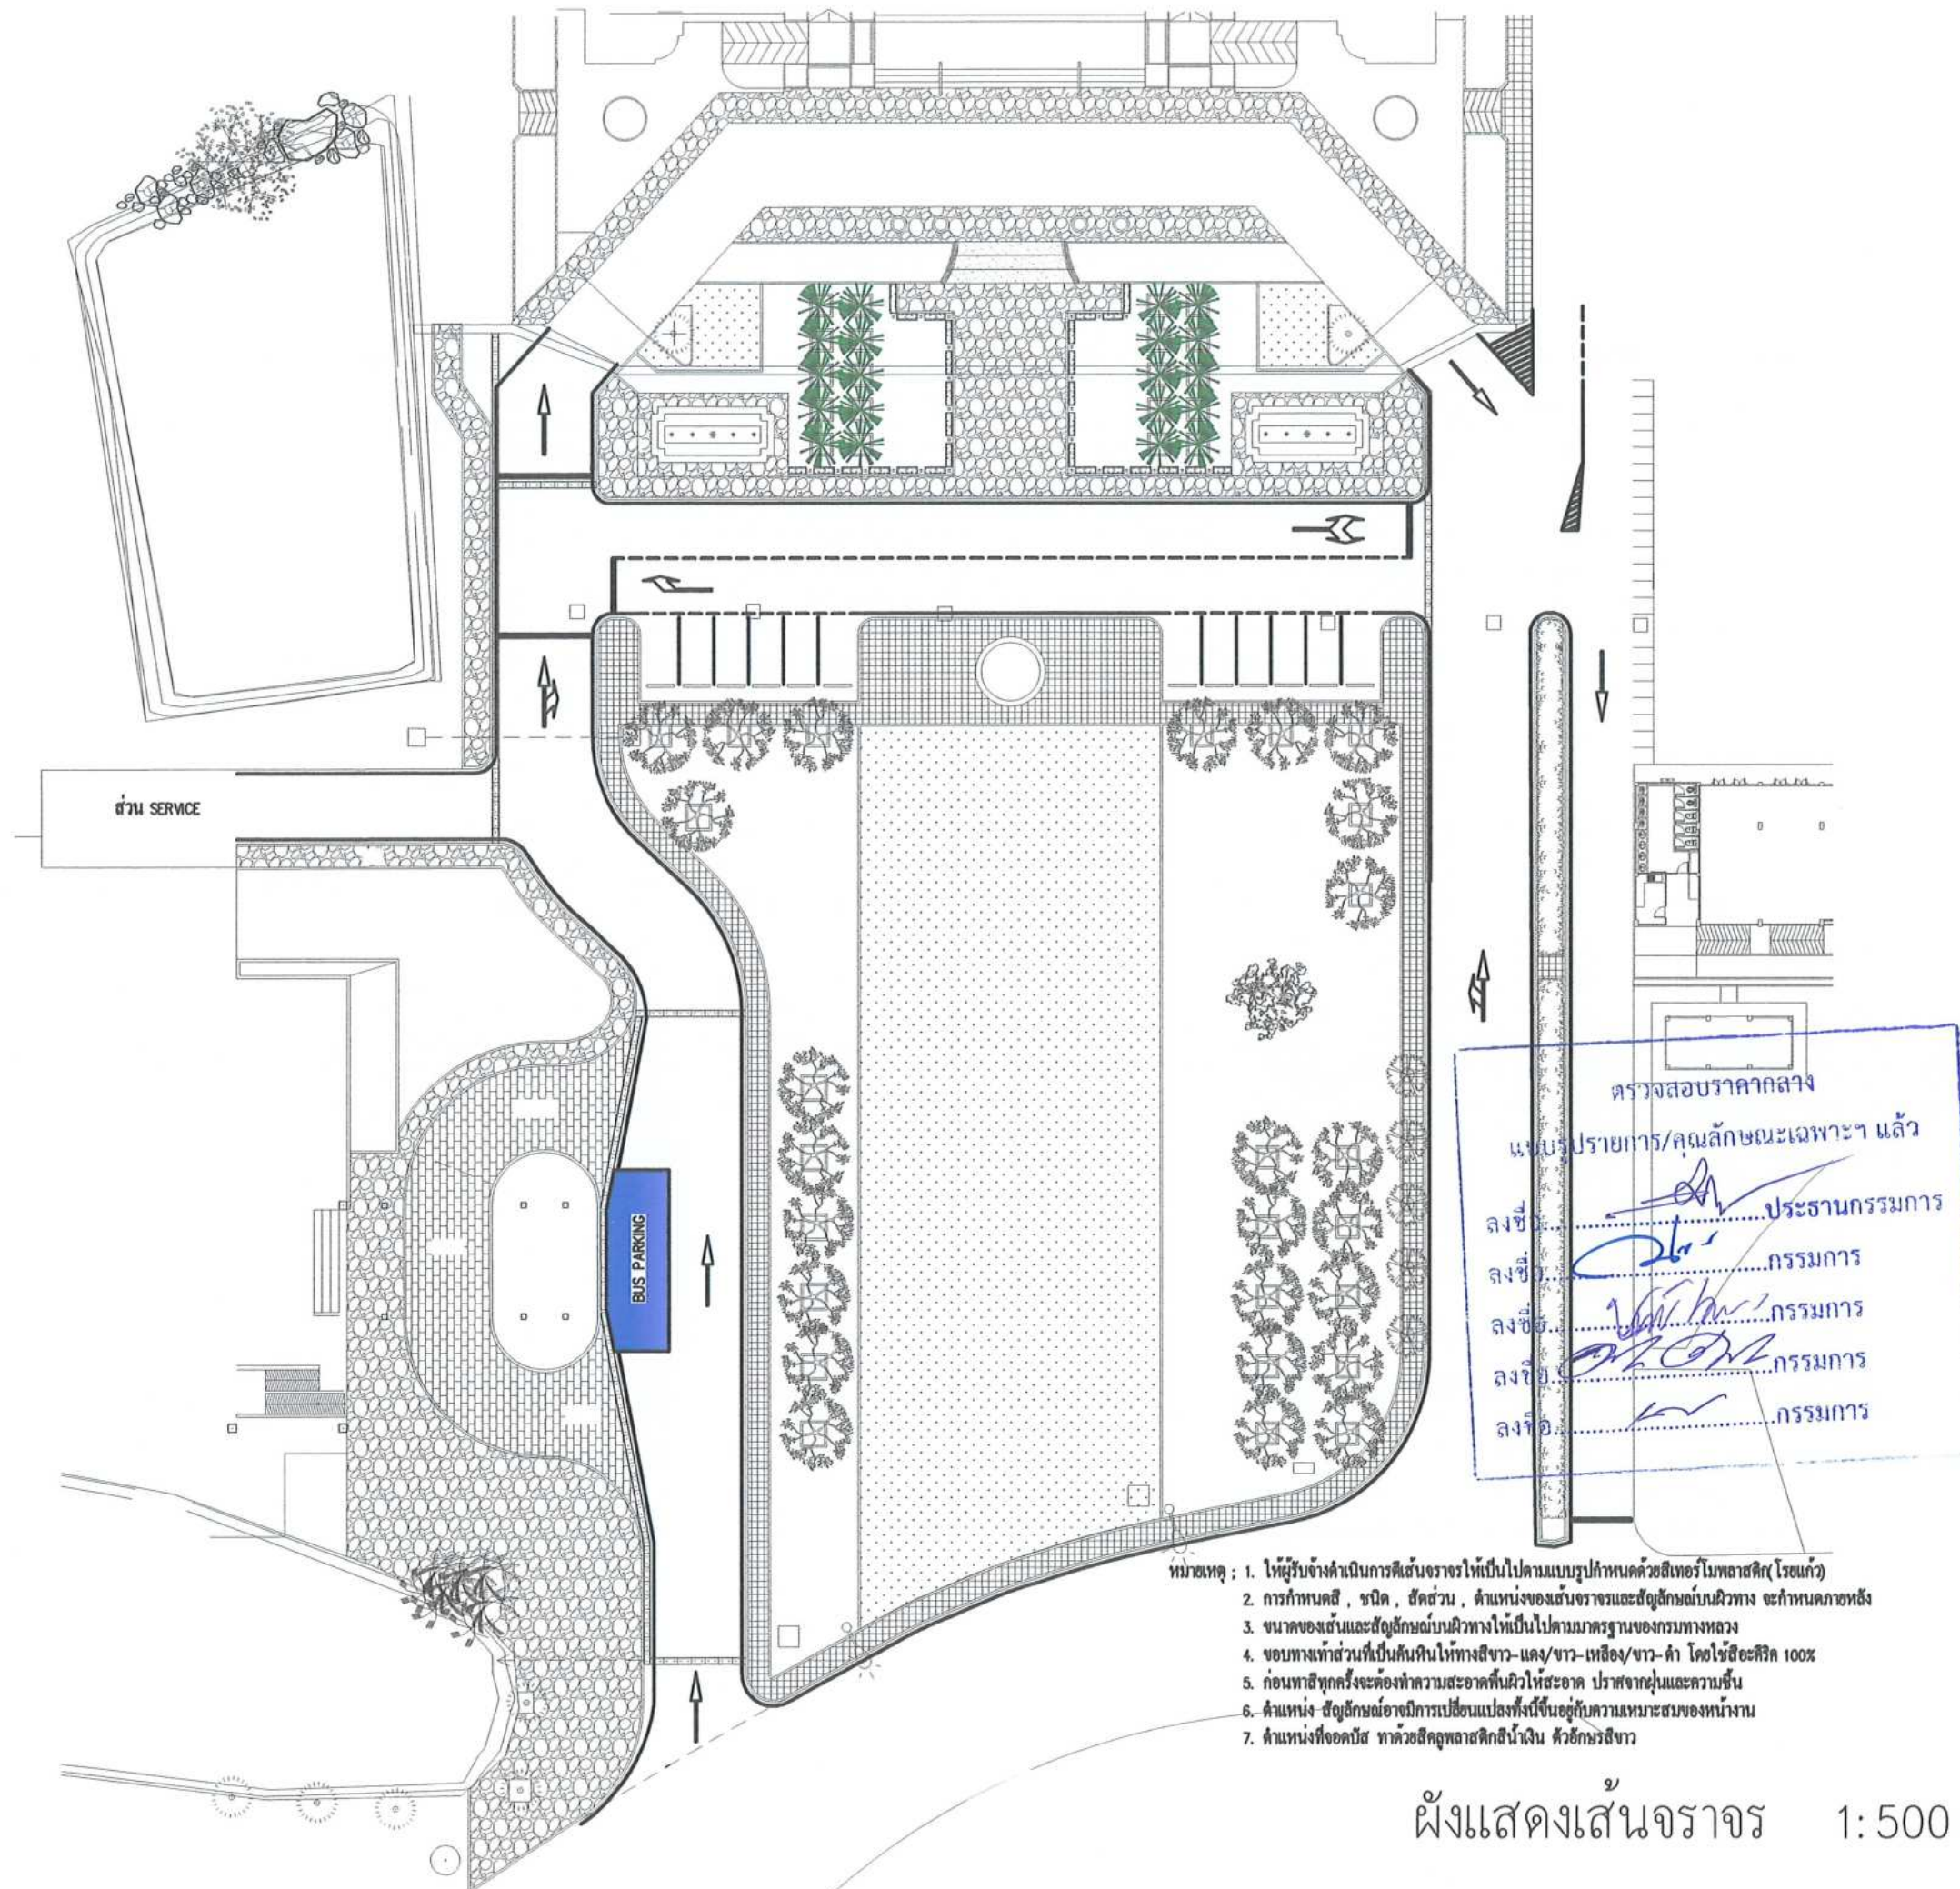 ส่วน SERVICE
BUS PARKING
ตรวจสอบราคากลาง
แบบรูปรายการ/คุณลักษณะเฉพาะฯ แล้ว
ลงชื่อ..............................ประธานกรรมการ
ลงชื่อ..............................กรรมการ
ลงชื่อ..............................กรรมการ
ลงชื่อ..............................กรรมการ
ลงชื่อ..............................กรรมการ
หมายเหตุ ; 1. ให้ผู้รับจ้างดำเนินการตีเส้นจราจรให้เป็นไปตามแบบรูปกำหนดด้วยสีเทอร์โมพลาสติก(โรยแก้ว)
2. การกำหนดสี , ชนิด , สัดส่วน , ตำแหน่งของเส้นจราจรและสัญลักษณ์บนผิวทาง จะกำหนดภายหลัง
3. ขนาดของเส้นและสัญลักษณ์บนผิวทางให้เป็นไปตามมาตรฐานของกรมทางหลวง
4. ขอบทางเท้าส่วนที่เป็นคันหินให้ทางสีขาว-แดง/ขาว-เหลือง/ขาว-ดำ โดยใช้สีอะคีริค 100%
5. ก่อนทาสีทุกครั้งจะต้องทำความสะอาดพื้นผิวให้สะอาด ปราศจากฝุ่นและความชื้น
6. ตำแหน่ง สัญลักษณ์อาจมีการเปลี่ยนแปลงทั้งนี้ขึ้นอยู่กับความเหมาะสมของหน้างาน
7. ตำแหน่งที่จอดบัส ทาด้วยสีคลูพลาสติกสีน้ำเงิน ตัวอักษรสีขาว
ผังแสดงเส้นจราจร 1:500